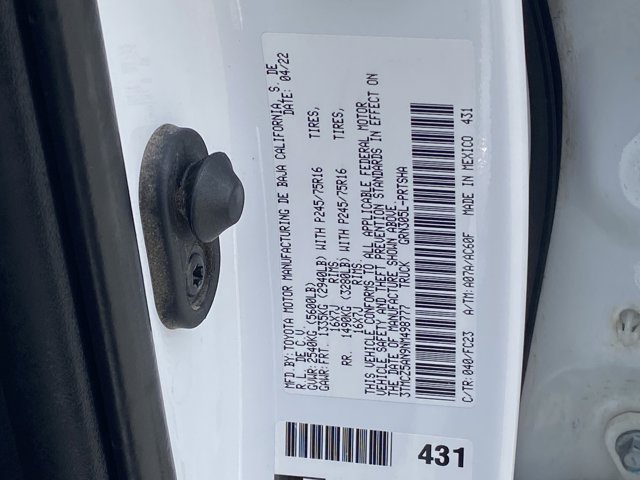 MFD.BY: TOYOTA MOTOR MANUFACTURING DE BAJA CALIFORNIA, S. DE
R. L. DE C.V. DATE: 04/22
GVWR: 2540KG (5600LB)
GAWR: FRT. 1335KG (2940LB) WITH P245/75R16 TIRES,
16X7J RIMS
RR. 1490KG (3280LB) WITH P245/75R16 TIRES,
16X7J RIMS
THIS VEHICLE CONFORMS TO ALL APPLICABLE FEDERAL MOTOR
VEHICLE SAFETY AND THEFT PREVENTION STANDARDS IN EFFECT ON
THE DATE OF MANUFACTURE SHOWN ABOVE.
3TMCZ5AN9NM498777 TRUCK GRN305L-PRTSHA
C/TR: 040/FC23 A/TM: A07A/AC60F MADE IN MEXICO 431
431